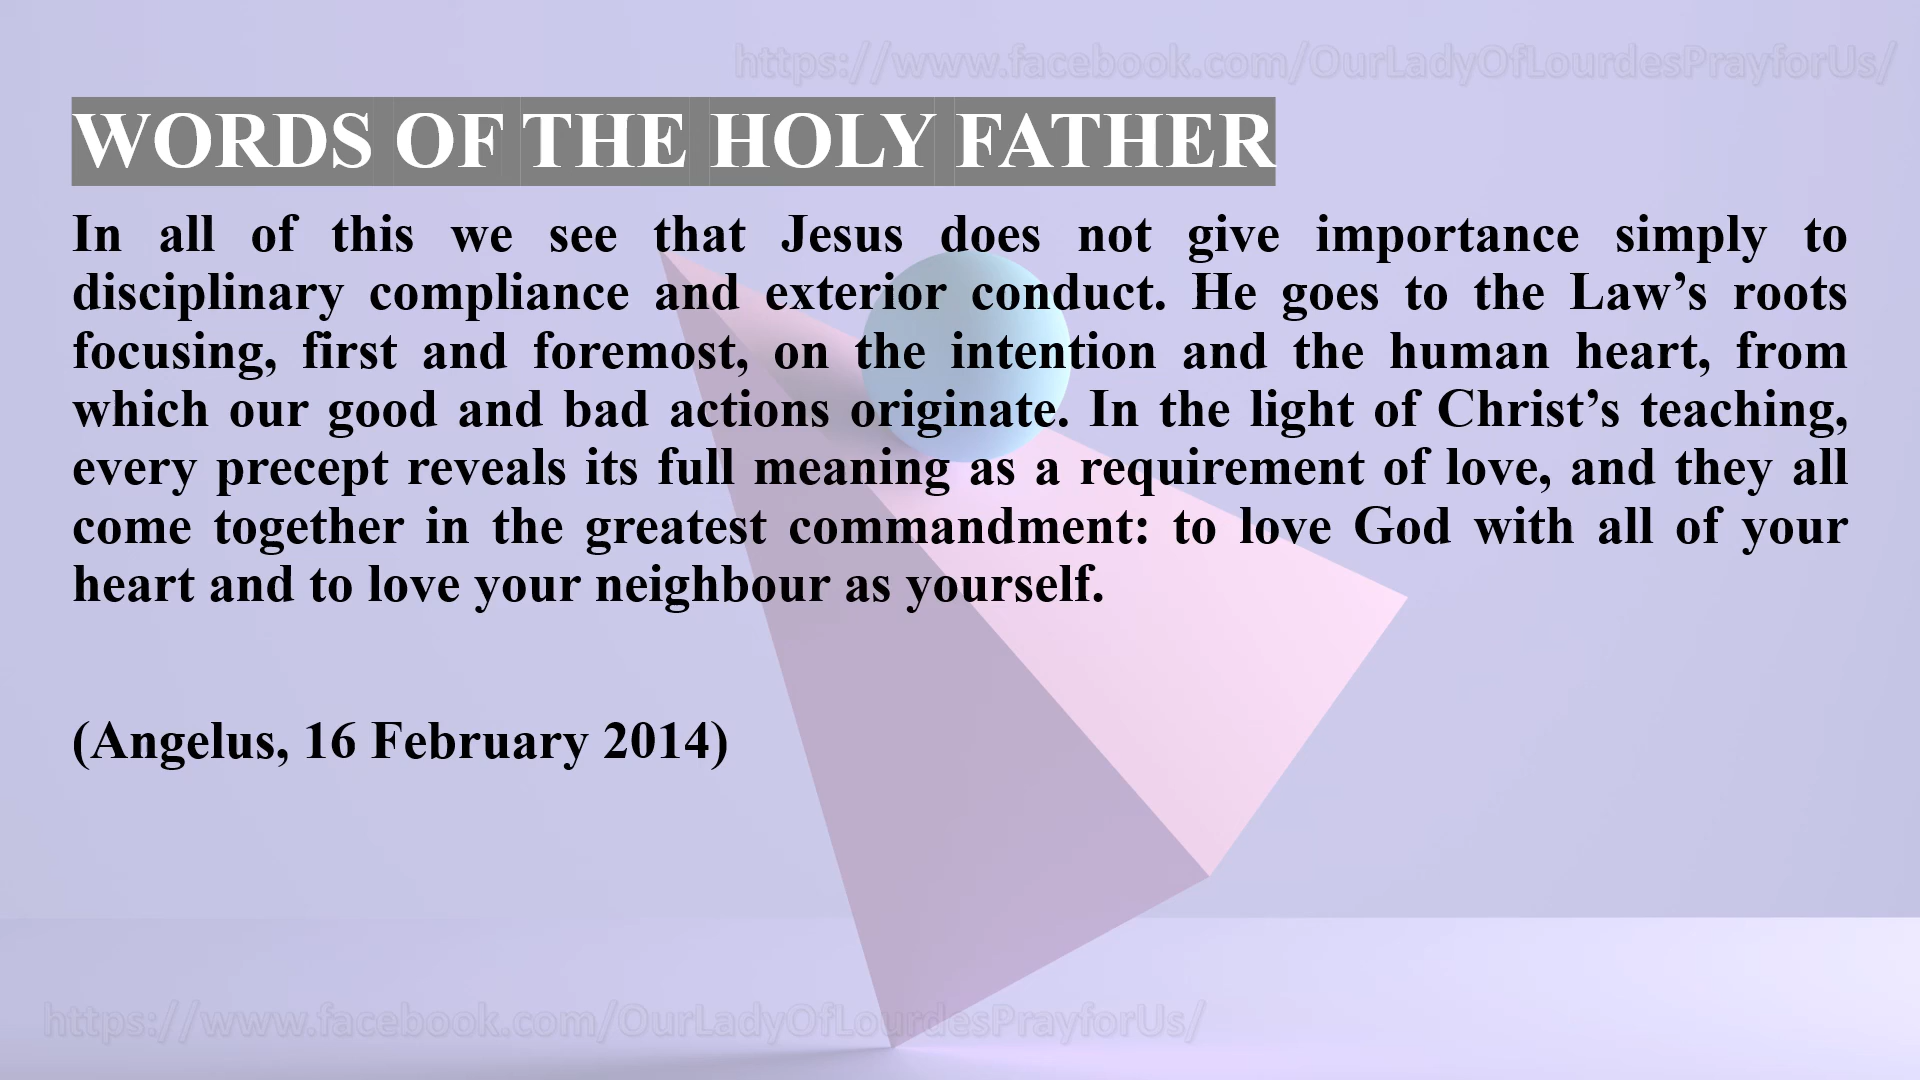 https://www.facebook.com/OurLadyOfLourdesPrayforUs/
WORDS OF THE HOLY FATHER
In all of this we see that Jesus does not give importance simply to
disciplinary compliance and exterior conduct. He goes to the Law’s roots
focusing, first and foremost, on the intention and the human heart, from
which our good and bad actions originate. In the light of Christ’s teaching,
every precept reveals its full meaning as a requirement of love, and they all
come together in the greatest commandment: to love God with all of your
heart and to love your neighbour as yourself.
(Angelus, 16 February 2014)
https://www.facebook.com/OurLadyOfLourdesPrayforUs/